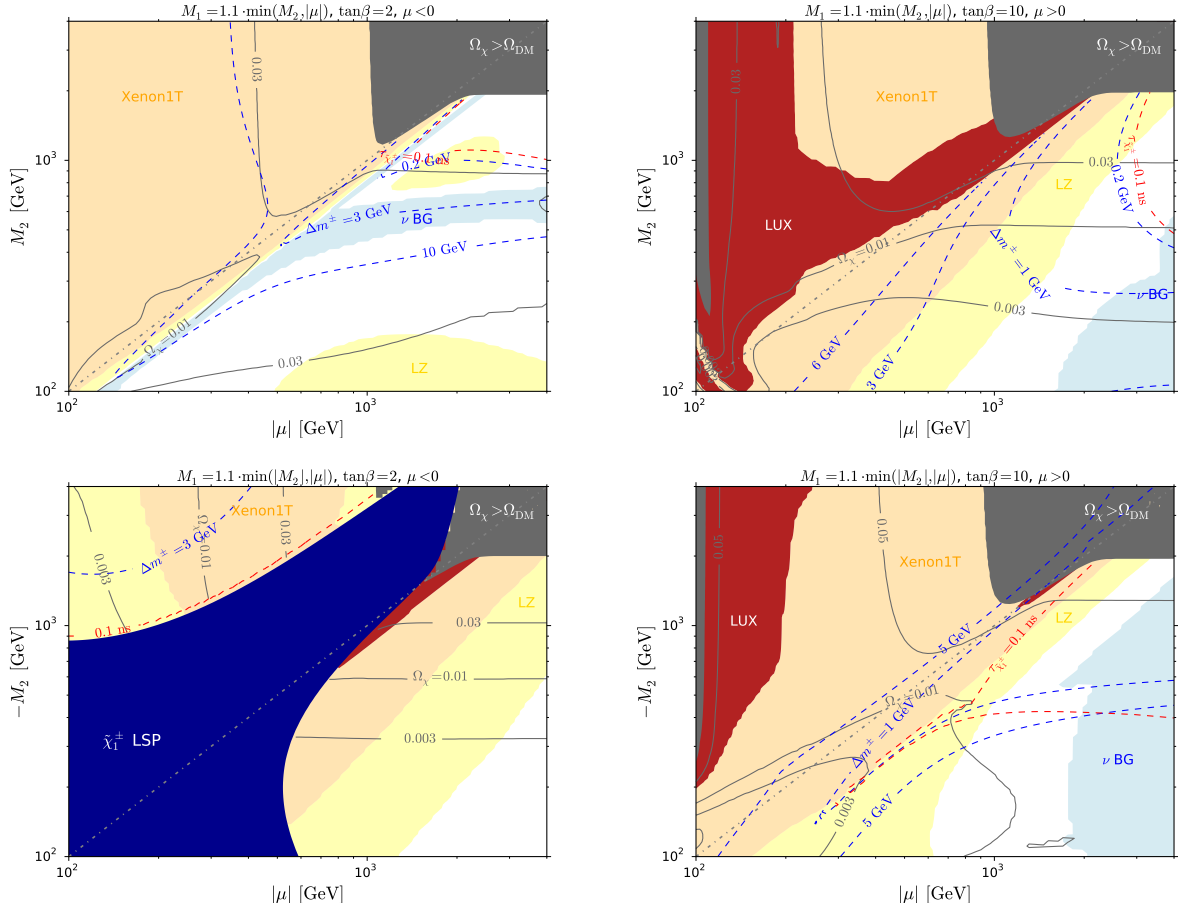 M₁ = 1.1 ·min(M₂,|μ|), tanβ=2, μ<0
Ω_χ >Ω_DM
0.03
Xenon1T
10³
τ_χ̃₁^± =0.1 ns
0.2 GeV
Δm^± =3 GeV
ν BG
10 GeV
Ω_χ =0.01
0.03
LZ
10²
10² 10³
M₂ [GeV]
|μ| [GeV]
M₁ = 1.1 ·min(M₂,|μ|), tanβ=10, μ>0
Ω_χ >Ω_DM
0.03
Xenon1T
10³
0.03
τ_χ̃₁^± =0.1 ns
0.2 GeV
LZ
LUX
Ω_χ =0.01
Δm^± =1 GeV
ν BG
0.003
6 GeV
3 GeV
10²
10² 10³
M₂ [GeV]
|μ| [GeV]
M₁ = 1.1 ·min(|M₂|,|μ|), tanβ=2, μ<0
Ω_χ >Ω_DM
Xenon1T
0.03
Ω_χ =0.01
Δm^± =3 GeV
0.003
0.1 ns
LZ
10³
0.03
Ω_χ =0.01
0.003
χ̃₁^± LSP
10²
10² 10³
−M₂ [GeV]
|μ| [GeV]
M₁ = 1.1 ·min(|M₂|,|μ|), tanβ=10, μ>0
Ω_χ >Ω_DM
0.05
0.05
Xenon1T
10³
LUX
LZ
5 GeV
τ_χ̃₁^± =0.1 ns
Ω_χ =0.01
Δm^± =1 GeV
ν BG
0.003
5 GeV
10²
10² 10³
−M₂ [GeV]
|μ| [GeV]